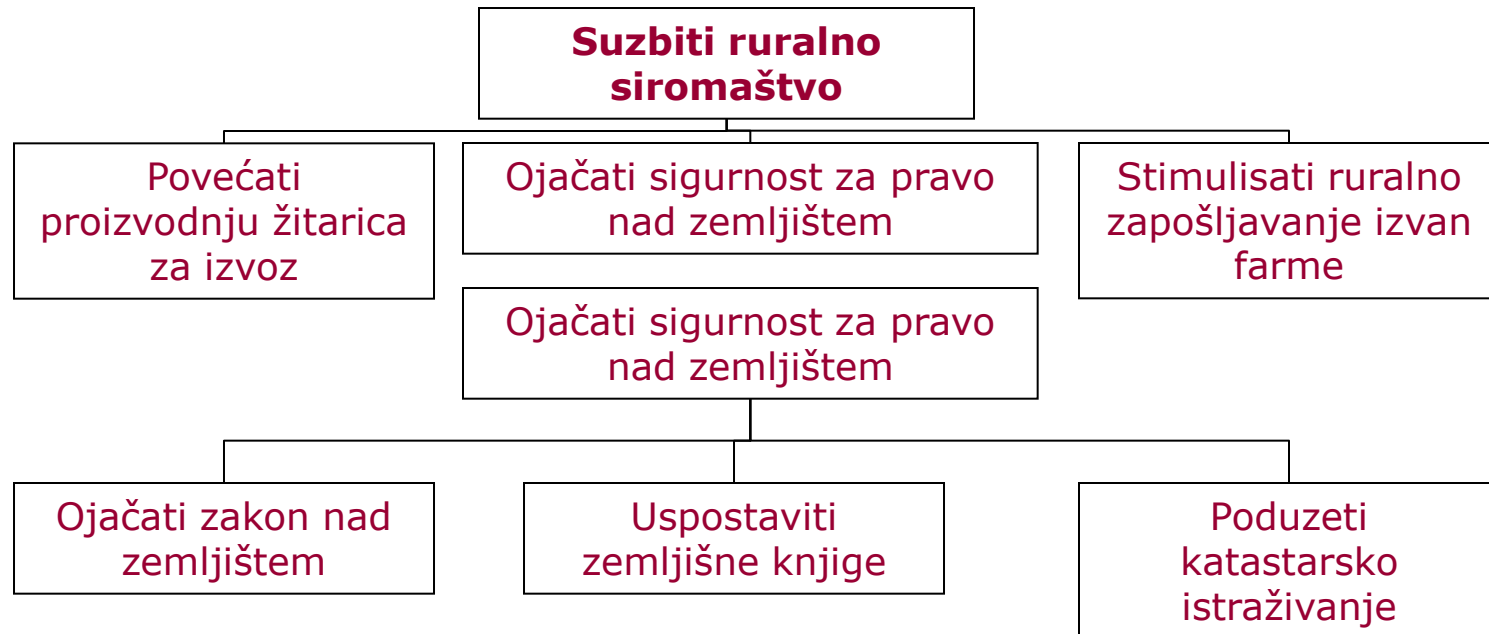 Suzbiti ruralno
siromaštvo
Povećati
proizvodnju žitarica
za izvoz
Ojačati sigurnost za pravo
nad zemljištem
Stimulisati ruralno
zapošljavanje izvan
farme
Ojačati sigurnost za pravo
nad zemljištem
Ojačati zakon nad
zemljištem
Uspostaviti
zemljišne knjige
Poduzeti
katastarsko
istraživanje